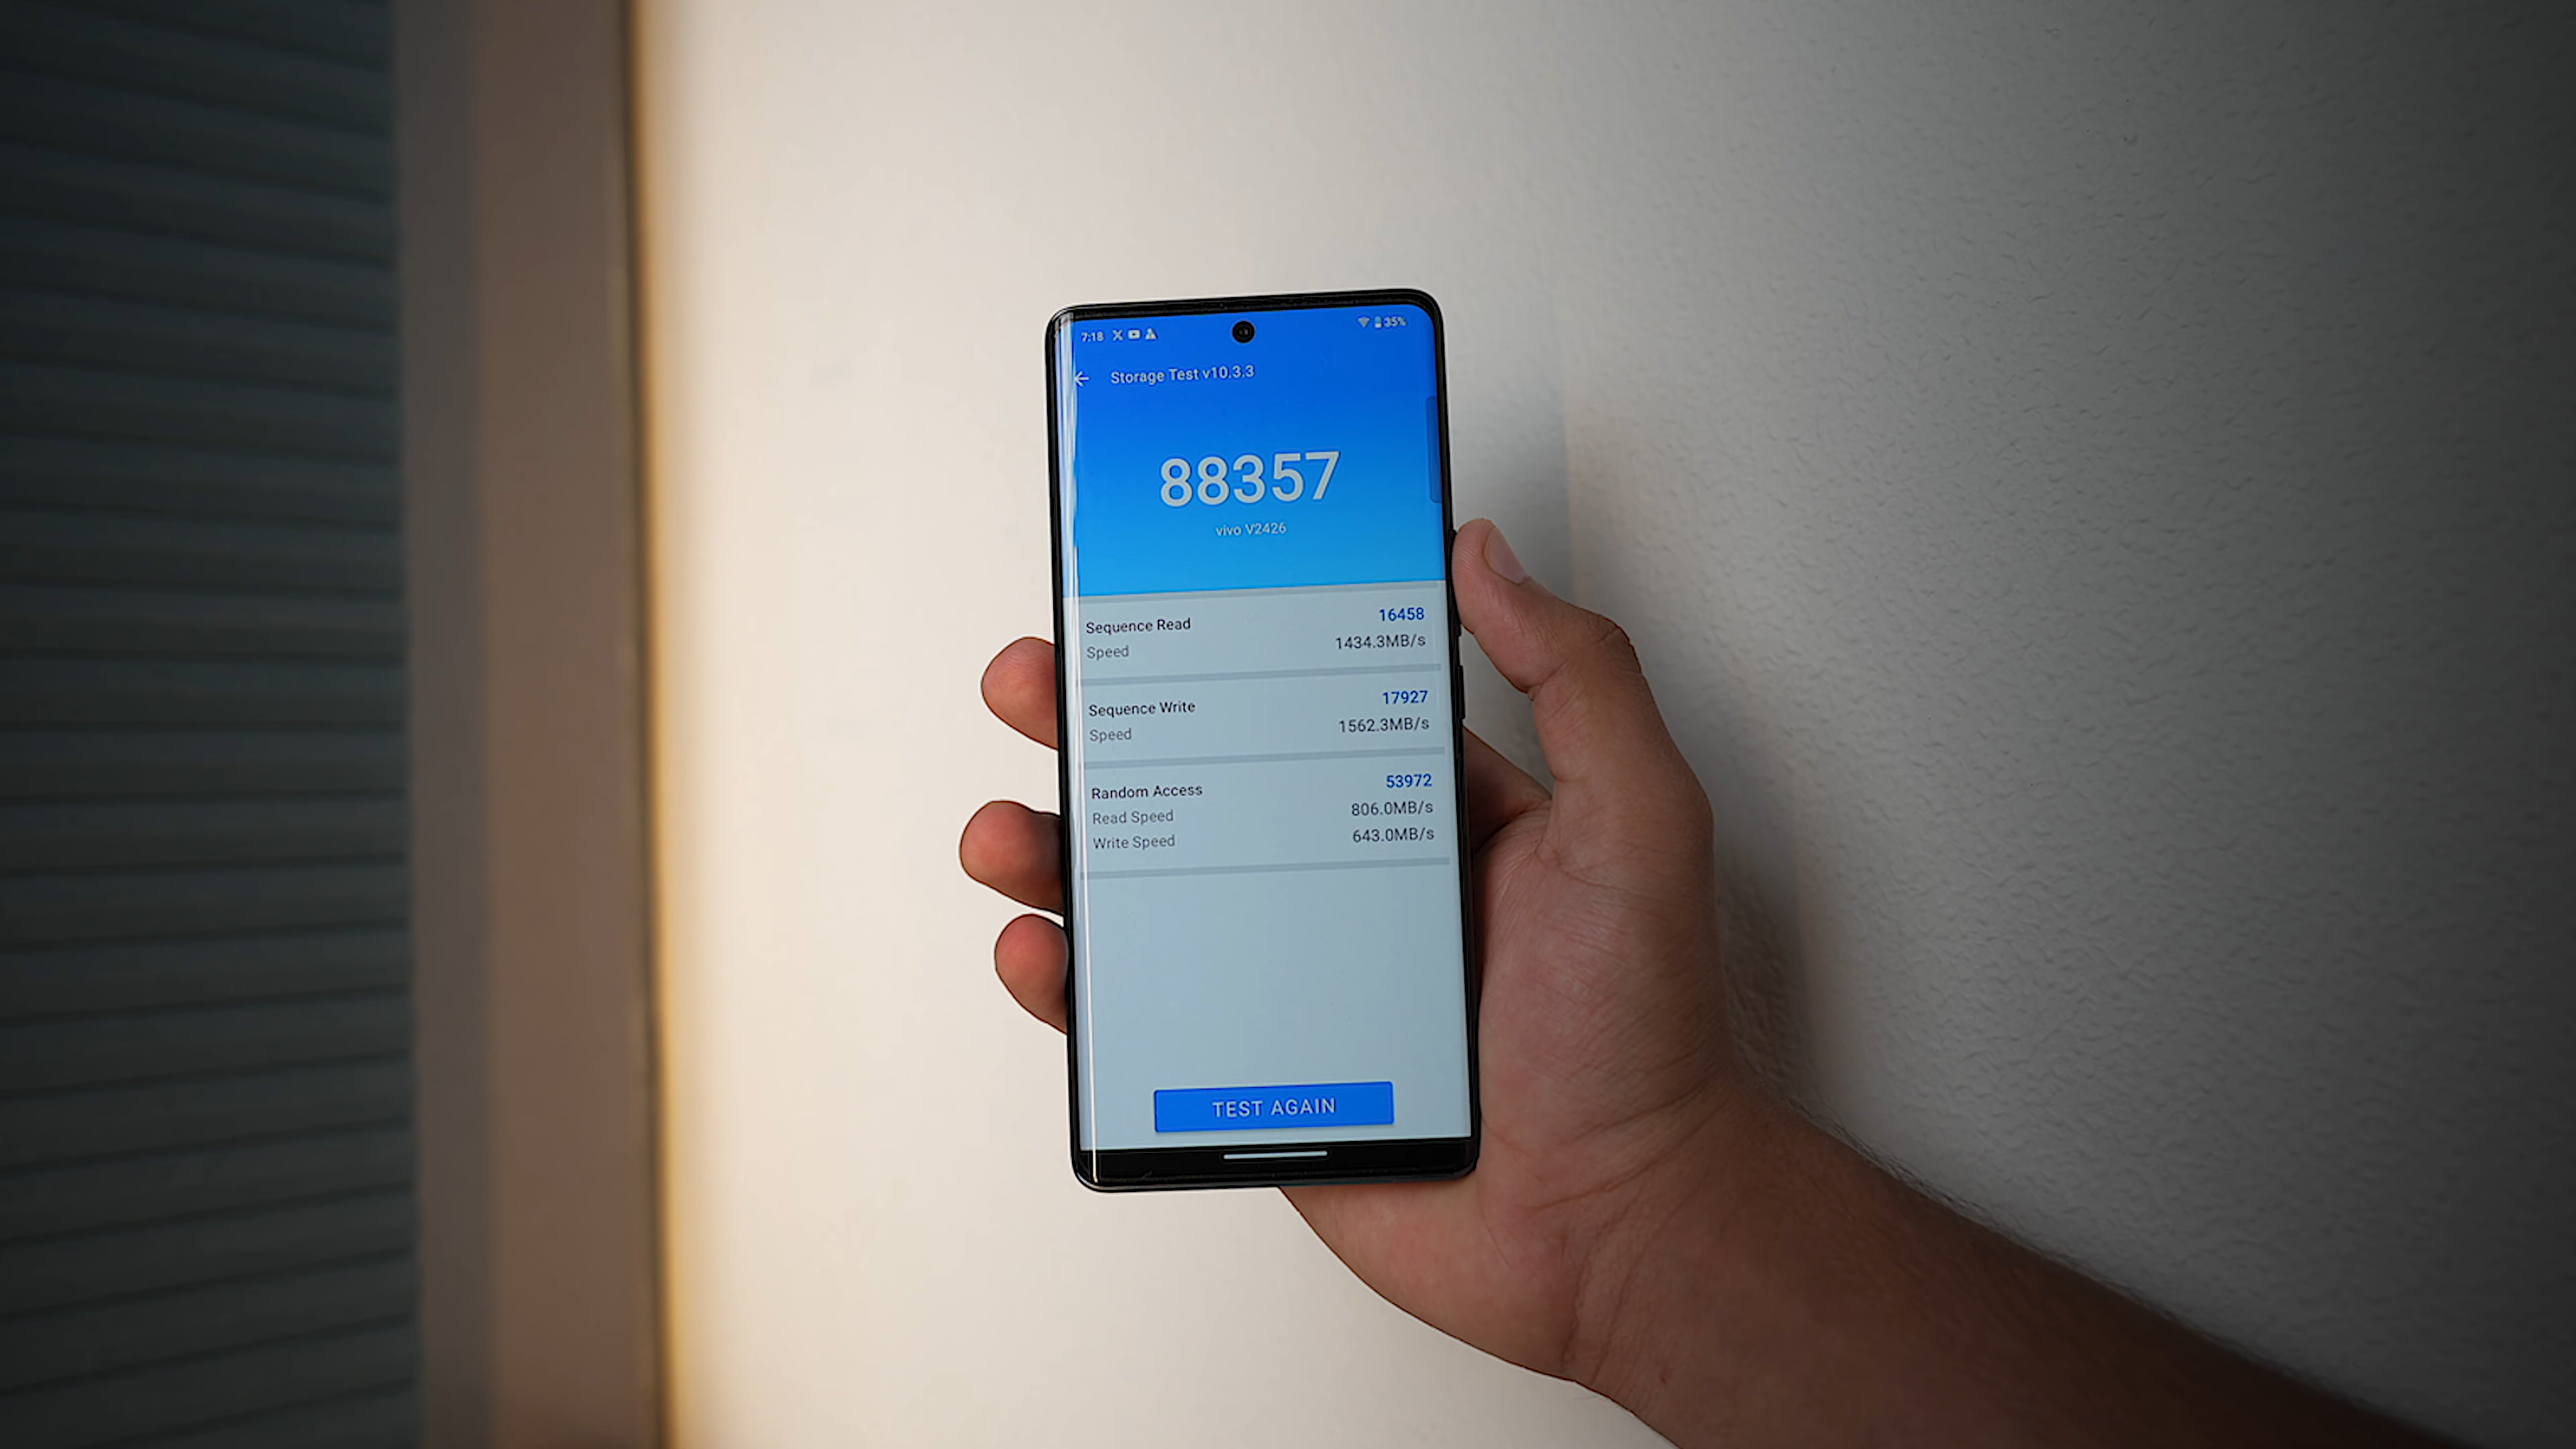 7:18 35%
Storage Test v10.3.3
88357
vivo V2426
Sequence Read 16458
Speed 1434.3MB/s
Sequence Write 17927
Speed 1562.3MB/s
Random Access 53972
Read Speed 806.0MB/s
Write Speed 643.0MB/s
TEST AGAIN